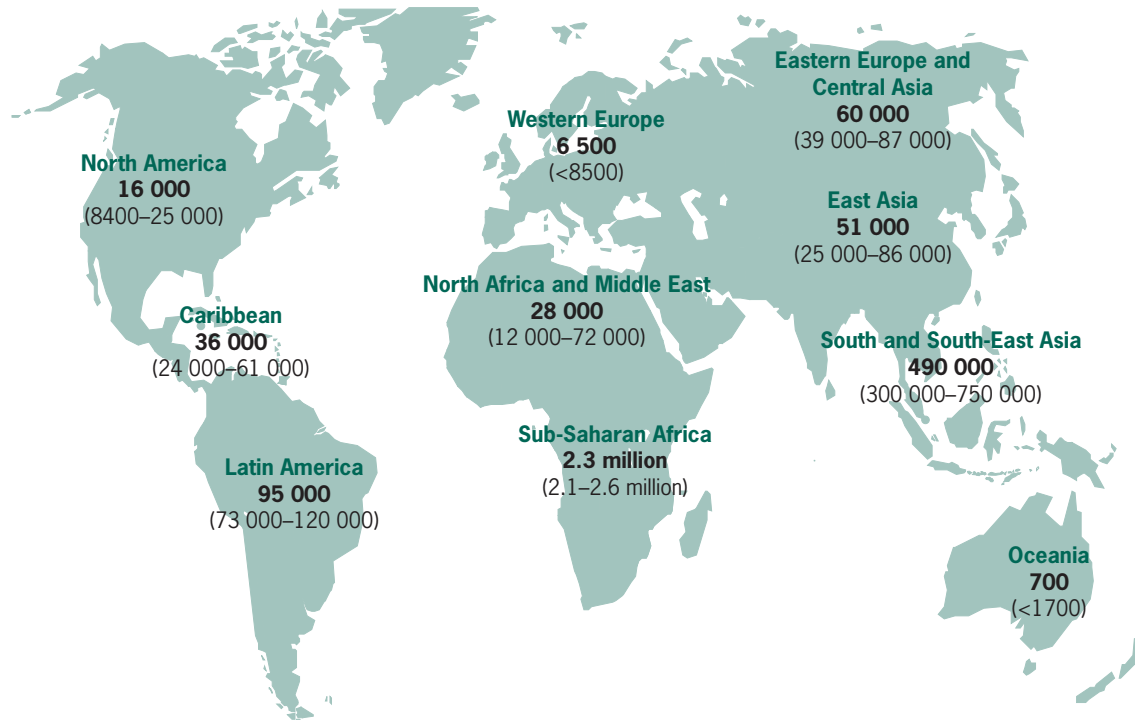 Eastern Europe and
Central Asia
60 000
(39 000–87 000)
Western Europe
6 500
(<8500)
North America
16 000
(8400–25 000)
East Asia
51 000
(25 000–86 000)
North Africa and Middle East
28 000
(12 000–72 000)
Caribbean
36 000
(24 000–61 000)
South and South-East Asia
490 000
(300 000–750 000)
Sub-Saharan Africa
2.3 million
(2.1–2.6 million)
Latin America
95 000
(73 000–120 000)
Oceania
700
(<1700)